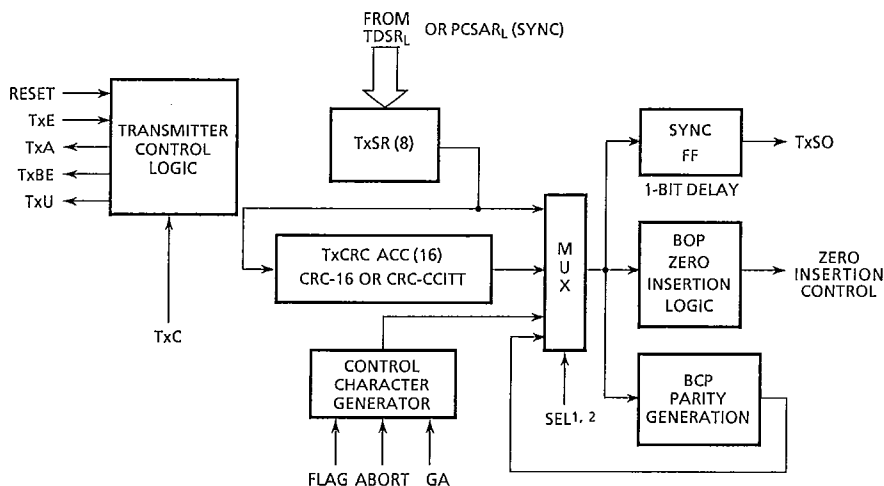 FROM
TDSRL OR PCSARL (SYNC)
RESET
TxE
TxA
TxBE
TxU
TRANSMITTER
CONTROL
LOGIC
TxSR (8)
SYNC
FF
TxSO
1-BIT DELAY
TxCRC ACC (16)
CRC-16 OR CRC-CCITT
MUX
BOP
ZERO
INSERTION
LOGIC
ZERO
INSERTION
CONTROL
TxC
CONTROL
CHARACTER
GENERATOR
SEL1, 2
BCP
PARITY
GENERATION
FLAG ABORT GA